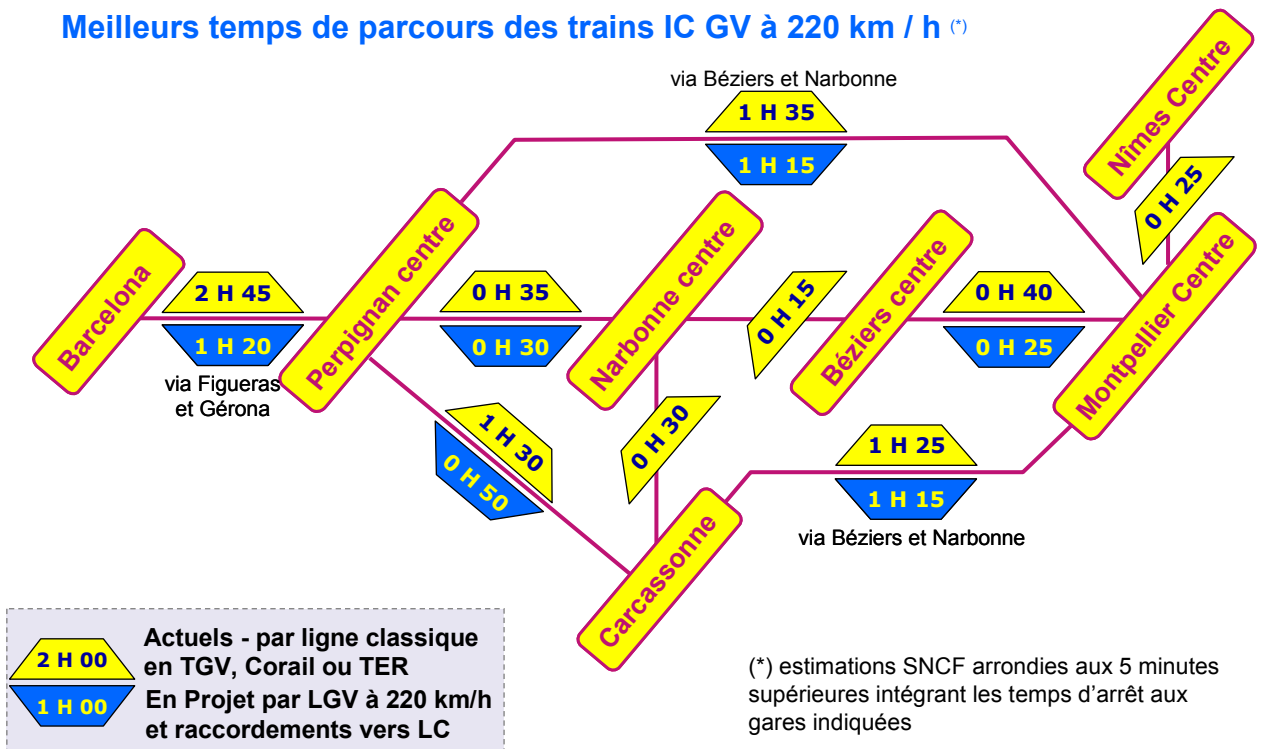 Meilleurs temps de parcours des trains IC GV à 220 km / h (*)
via Béziers et Narbonne
1 H 35
1 H 15
Nîmes Centre
0 H 25
Barcelona
2 H 45
1 H 20
via Figueras
et Gérona
Perpignan centre
0 H 35
0 H 30
Narbonne centre
0 H 15
Béziers centre
0 H 40
0 H 25
Montpellier Centre
1 H 30
0 H 50
0 H 30
Carcassonne
1 H 25
1 H 15
via Béziers et Narbonne
2 H 00
Actuels - par ligne classique
en TGV, Corail ou TER
1 H 00
En Projet par LGV à 220 km/h
et raccordements vers LC
(*) estimations SNCF arrondies aux 5 minutes
supérieures intégrant les temps d’arrêt aux
gares indiquées